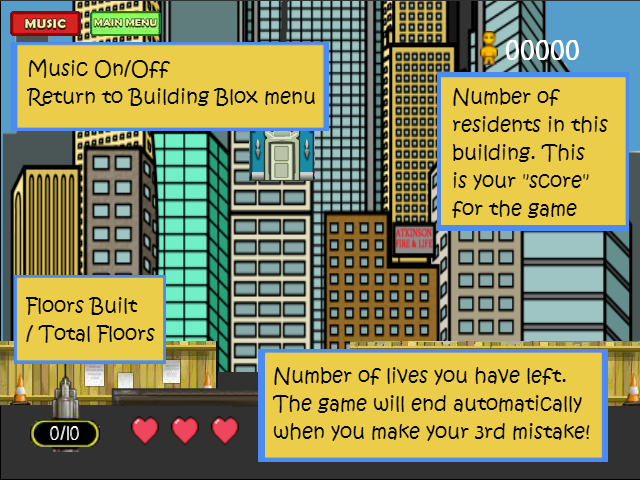 MUSIC
MAIN MENU
00000
Music On/Off
Return to Building Blox menu
Number of
residents in this
building. This
is your "score"
for the game
ATKINSON
FIRE & LIFE
Floors Built
/ Total Floors
Number of lives you have left.
The game will end automatically
when you make your 3rd mistake!
0/10